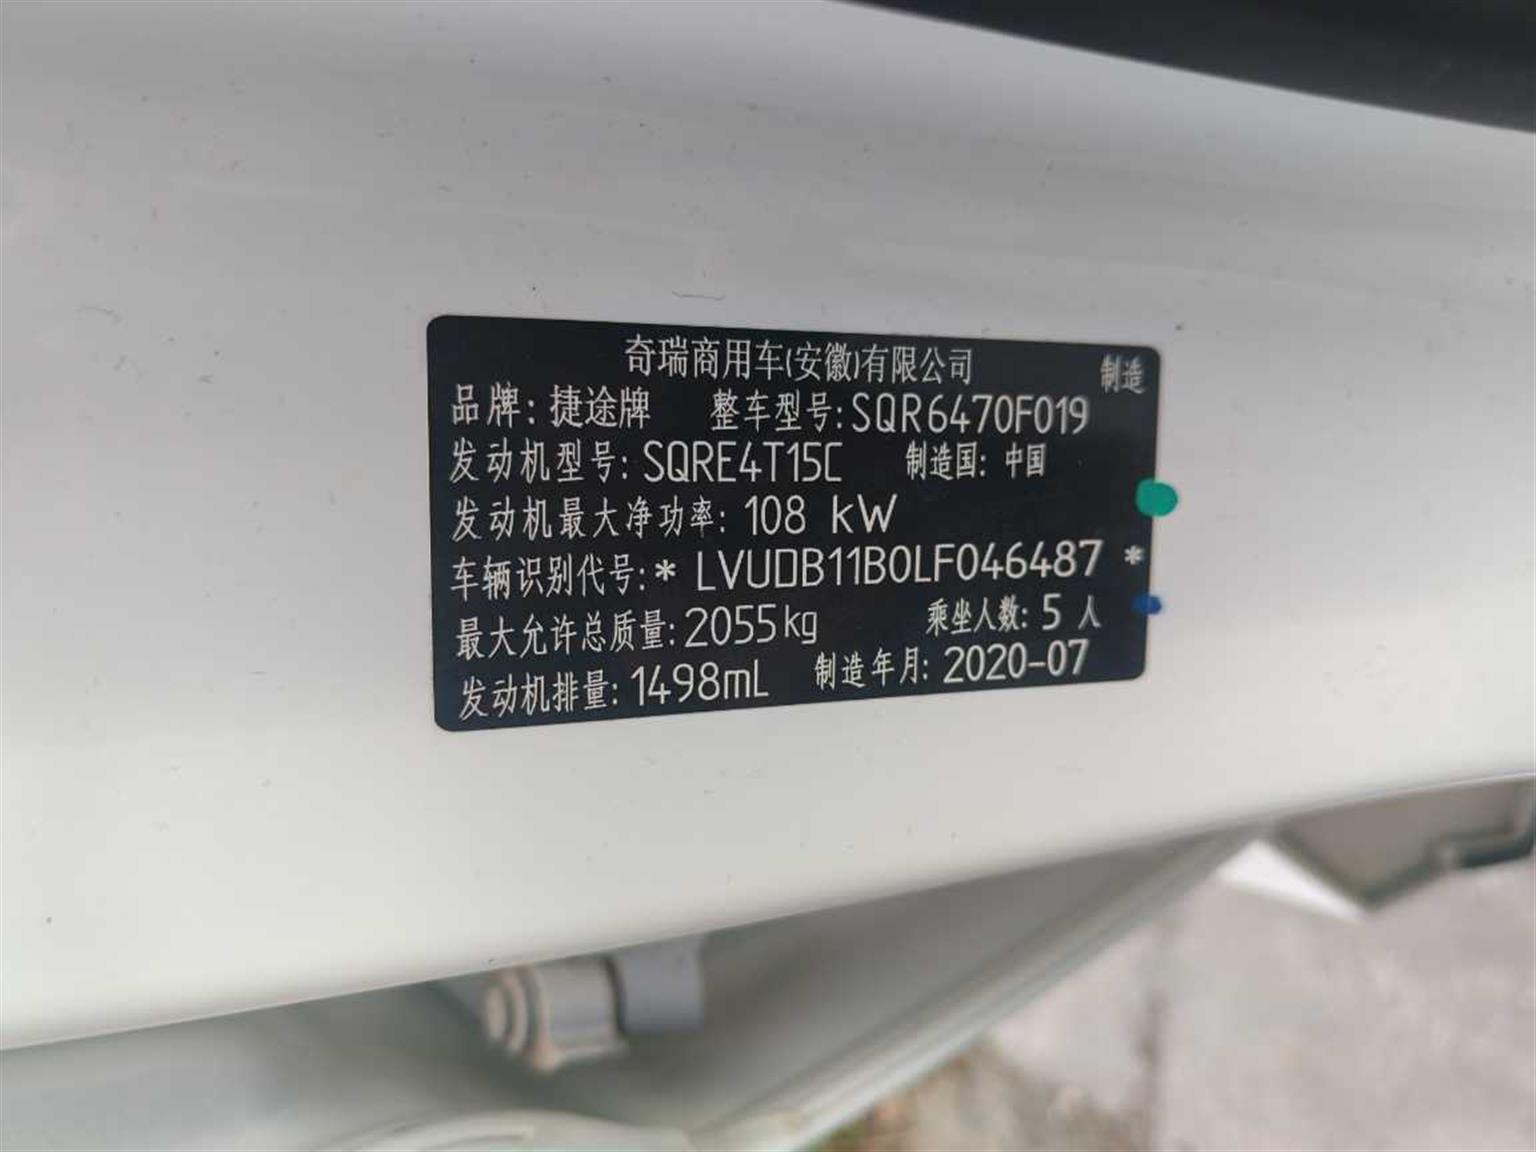 奇瑞商用车(安徽)有限公司 制造
品牌: 捷途牌 整车型号: SQR6470F019
发动机型号: SQRE4T15C 制造国: 中国
发动机最大净功率: 108 kW
车辆识别代号: * LVUDB11B0LF046487 *
最大允许总质量: 2055kg 乘坐人数: 5 人
发动机排量: 1498mL 制造年月: 2020-07